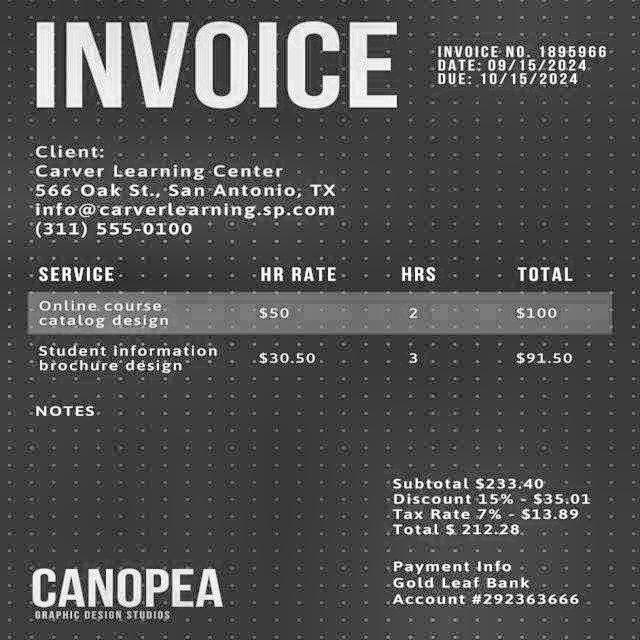 INVOICE
INVOICE NO. 1895966
DATE: 09/15/2024
DUE: 10/15/2024
Client:
Carver Learning Center
566 Oak St., San Antonio, TX
info@carverlearning.sp.com
(311) 555-0100
SERVICE HR RATE HRS TOTAL
Online course
catalog design $50 2 $100
Student information
brochure design $30.50 3 $91.50
NOTES
Subtotal $233.40
Discount 15% - $35.01
Tax Rate 7% - $13.89
Total $ 212.28
Payment Info
Gold Leaf Bank
Account #292363666
CANOPEA
GRAPHIC DESIGN STUDIOS